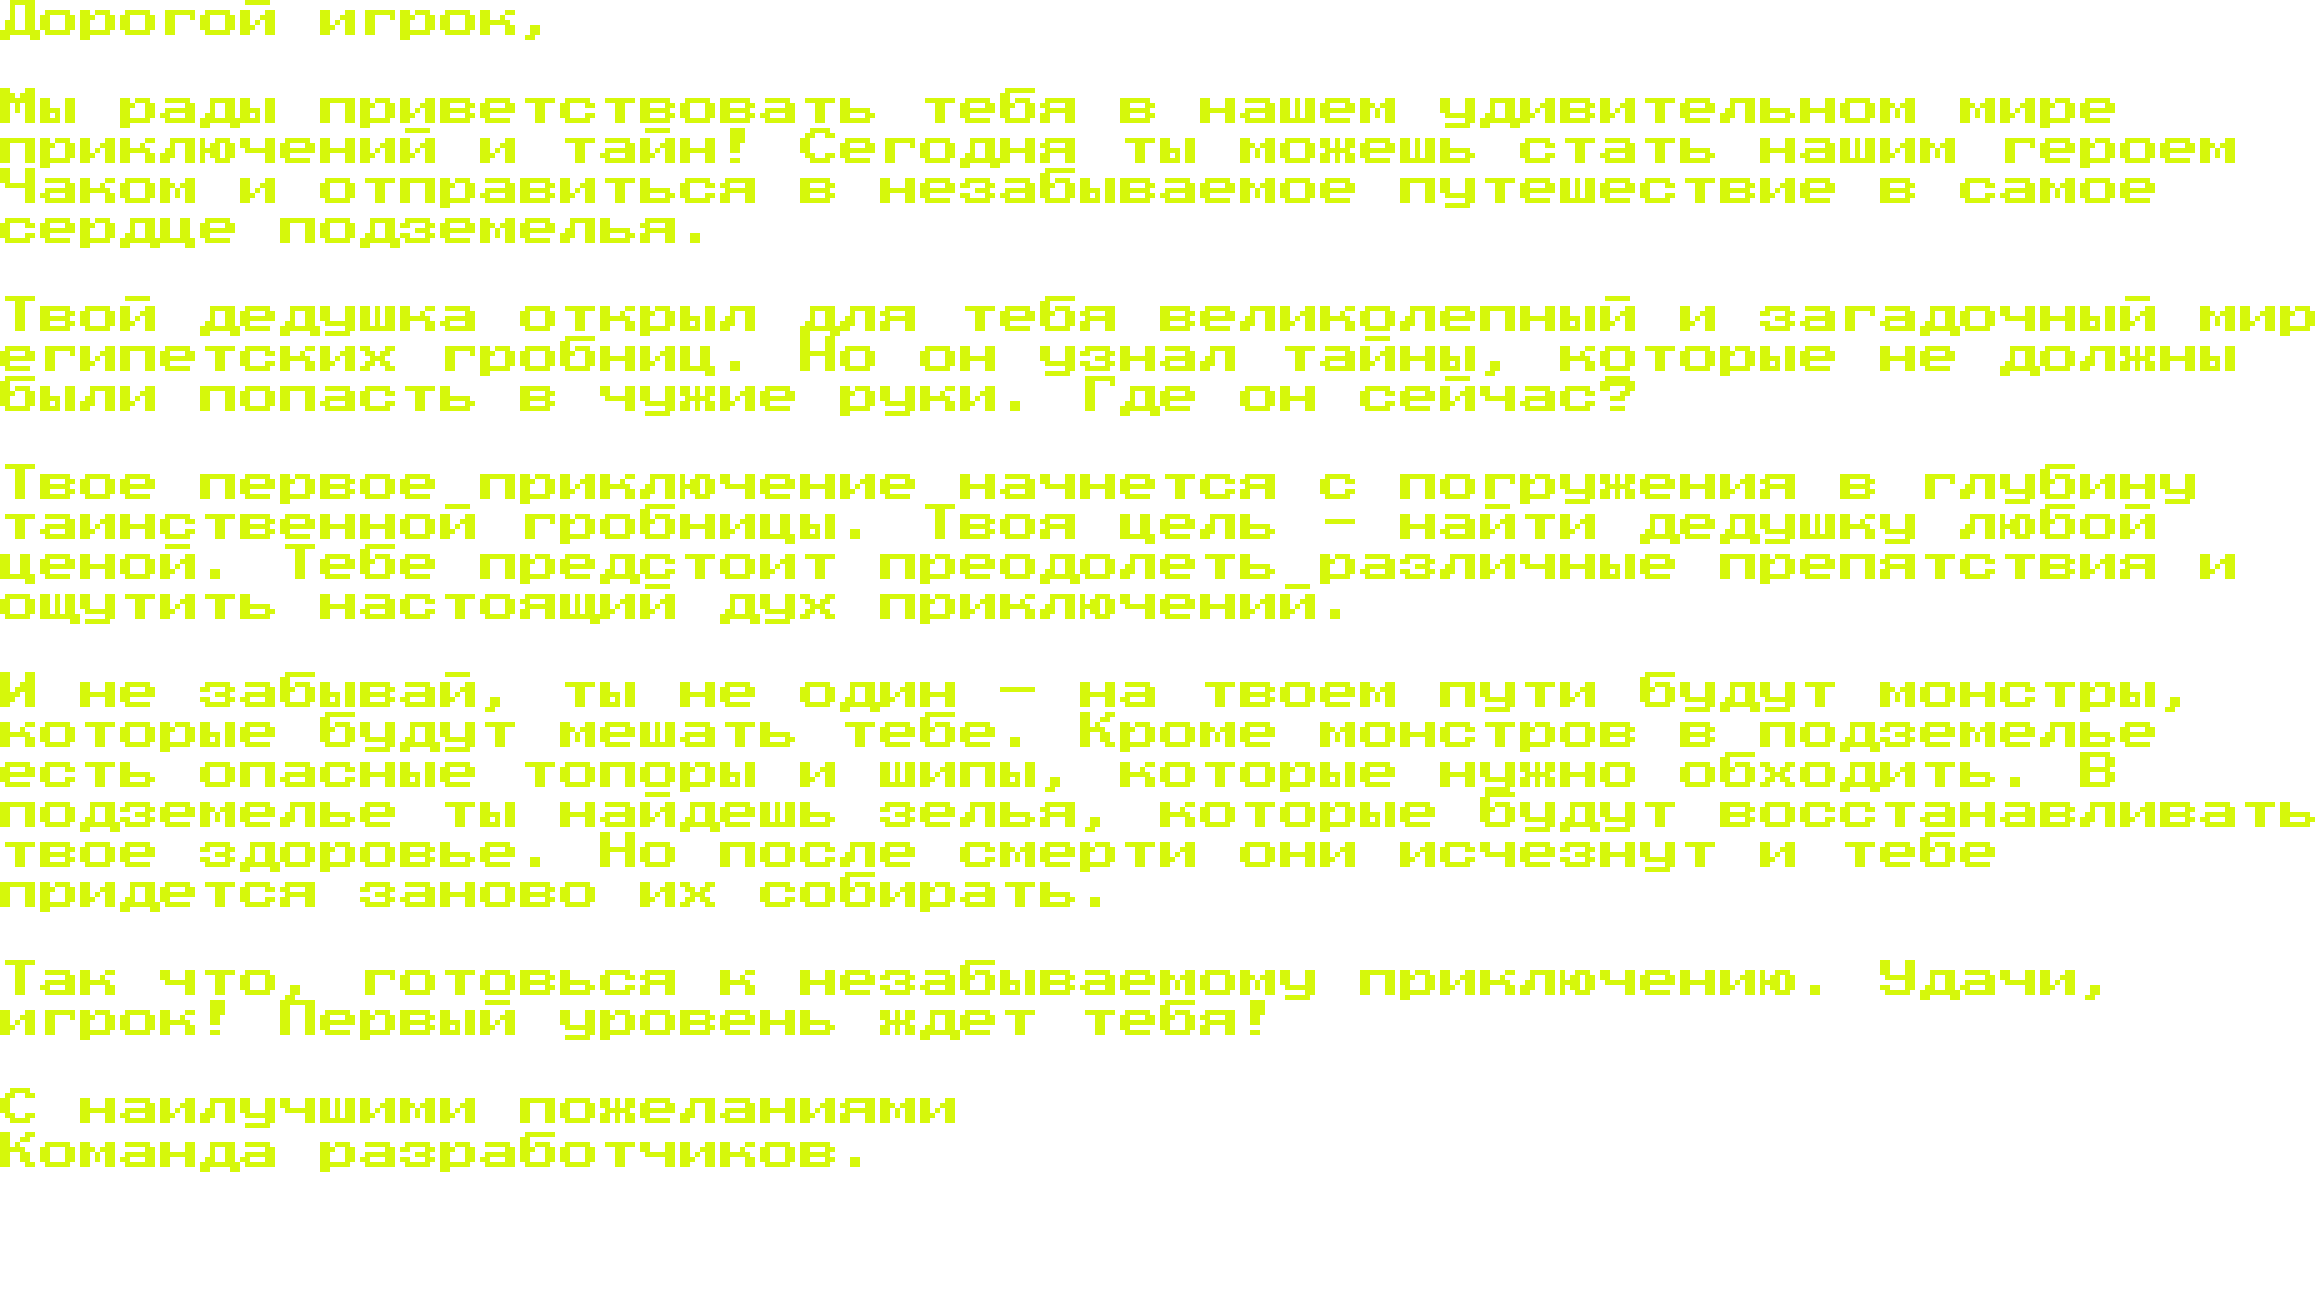 Дорогой игрок,
Мы рады приветствовать тебя в нашем удивительном мире
приключений и тайн! Сегодня ты можешь стать нашим героем
Чаком и отправиться в незабываемое путешествие в самое
сердце подземелья.
Твой дедушка открыл для тебя великолепный и загадочный мир
египетских гробниц. Но он узнал тайны, которые не должны
были попасть в чужие руки. Где он сейчас?
Твое первое приключение начнется с погружения в глубину
таинственной гробницы. Твоя цель – найти дедушку любой
ценой. Тебе предстоит преодолеть различные препятствия и
ощутить настоящий дух приключений.
И не забывай, ты не один – на твоем пути будут монстры,
которые будут мешать тебе. Кроме монстров в подземелье
есть опасные топоры и шипы, которые нужно обходить. В
подземелье ты найдешь зелья, которые будут восстанавливать
твое здоровье. Но после смерти они исчезнут и тебе
придется заново их собирать.
Так что, готовься к незабываемому приключению. Удачи,
игрок! Первый уровень ждет тебя!
С наилучшими пожеланиями
Команда разработчиков.